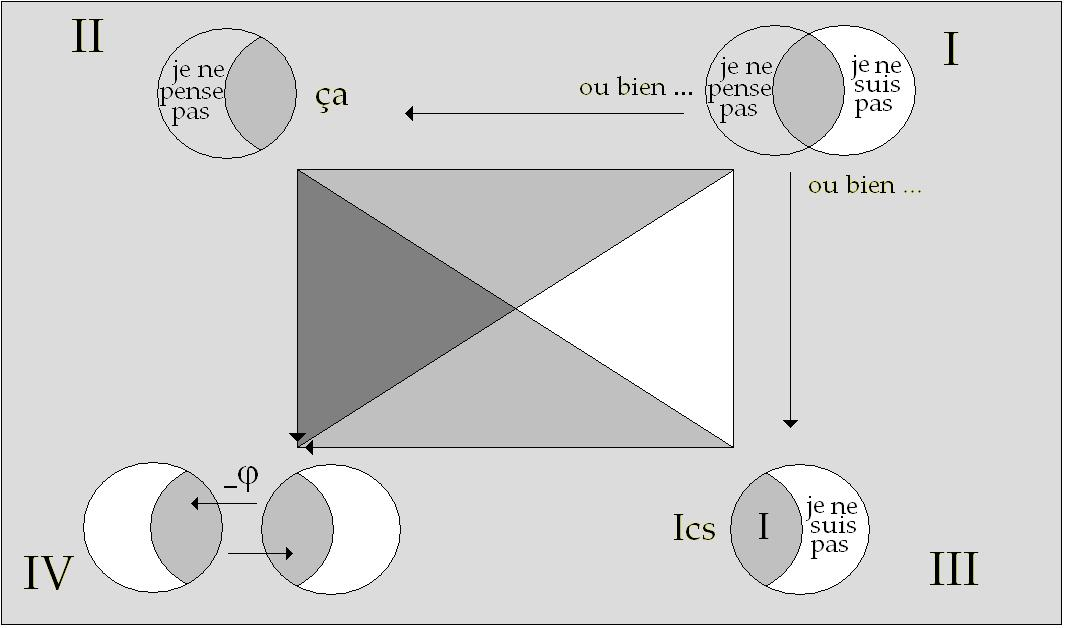 II
je ne
pense
pas
ça
ou bien ...
je ne
pense
pas
je ne
suis
pas
I
ou bien ...
_φ
IV
Ics
I
je ne
suis
pas
III